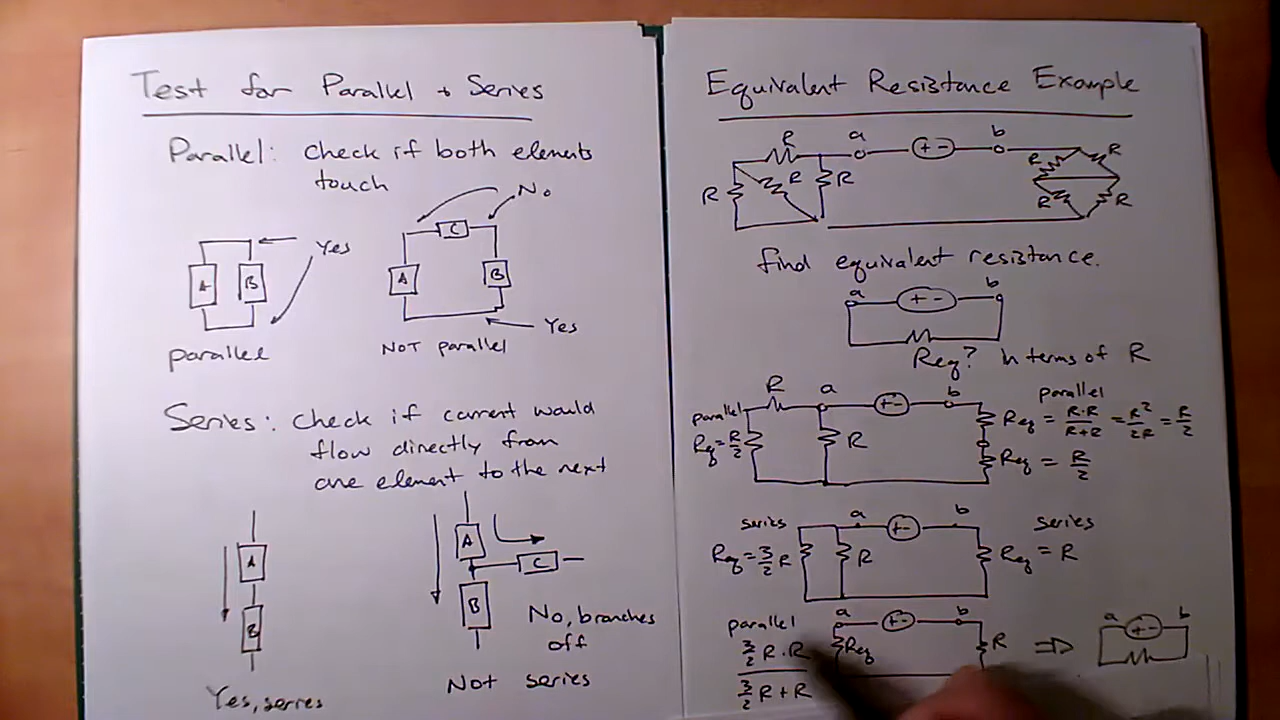 Test for Parallel + Series
Parallel: Check if both elements
touch
A
B
Yes
parallel
A
C
B
No
Yes
NOT parallel
Series: Check if current would
flow directly from
one element to the next
A
B
Yes, series
A
C
B
No, branches
off
Not series
Equivalent Resistance Example
R
R
R
R
a
+ -
b
R
R
R
R
find equivalent resistance.
a
+ -
b
Req? In terms of R
parallel
Req = R/2
R
a
R
+-
b
parallel
Req = R·R/R+R = R²/2R = R/2
Req = R/2
series
Req = 3/2 R
a
R
+-
b
series
Req = R
parallel
3/2 R·R
3/2 R+R
a
Req
+-
b
R
⇒
a
+-
b